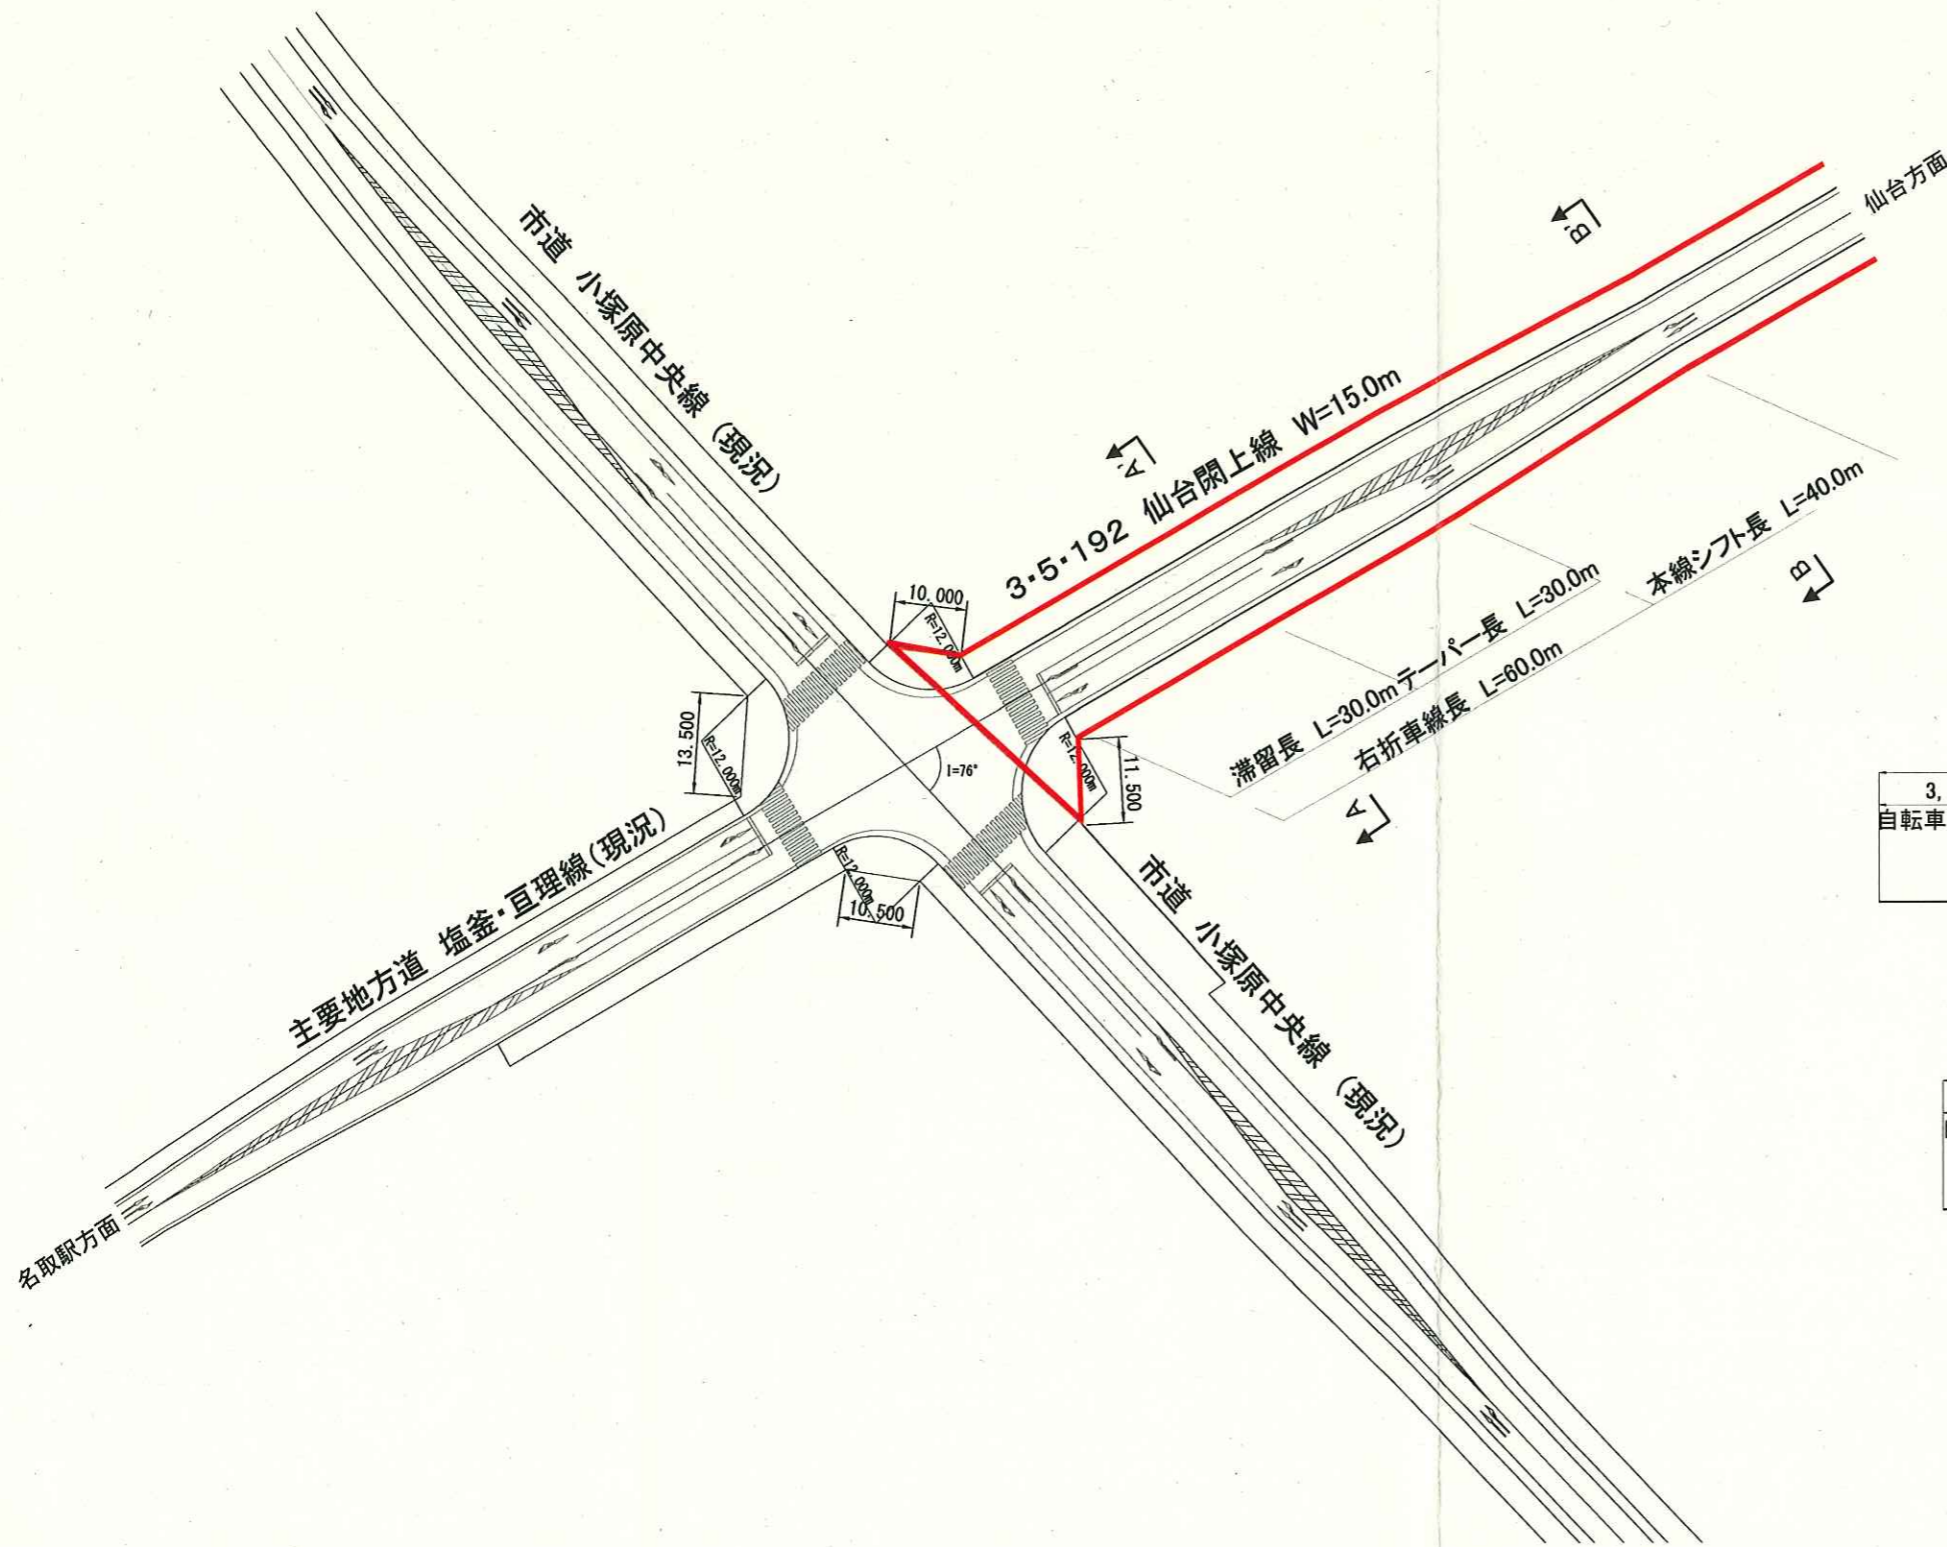 仙台方面
B'
市道 小塚原中央線 (現況)
3・5・192 仙台閖上線 W=15.0m
A'
本線シフト長 L=40.0m
B
10.000
R=12.000m
滞留長 L=30.0m テーパー長 L=30.0m
右折車線長 L=60.0m
A
13.500
R=12.000m
I=76°
R=12.000m
11.500
3,
自転車
主要地方道 塩釜・亘理線(現況)
R=12.000m
10.500
市道 小塚原中央線 (現況)
名取駅方面